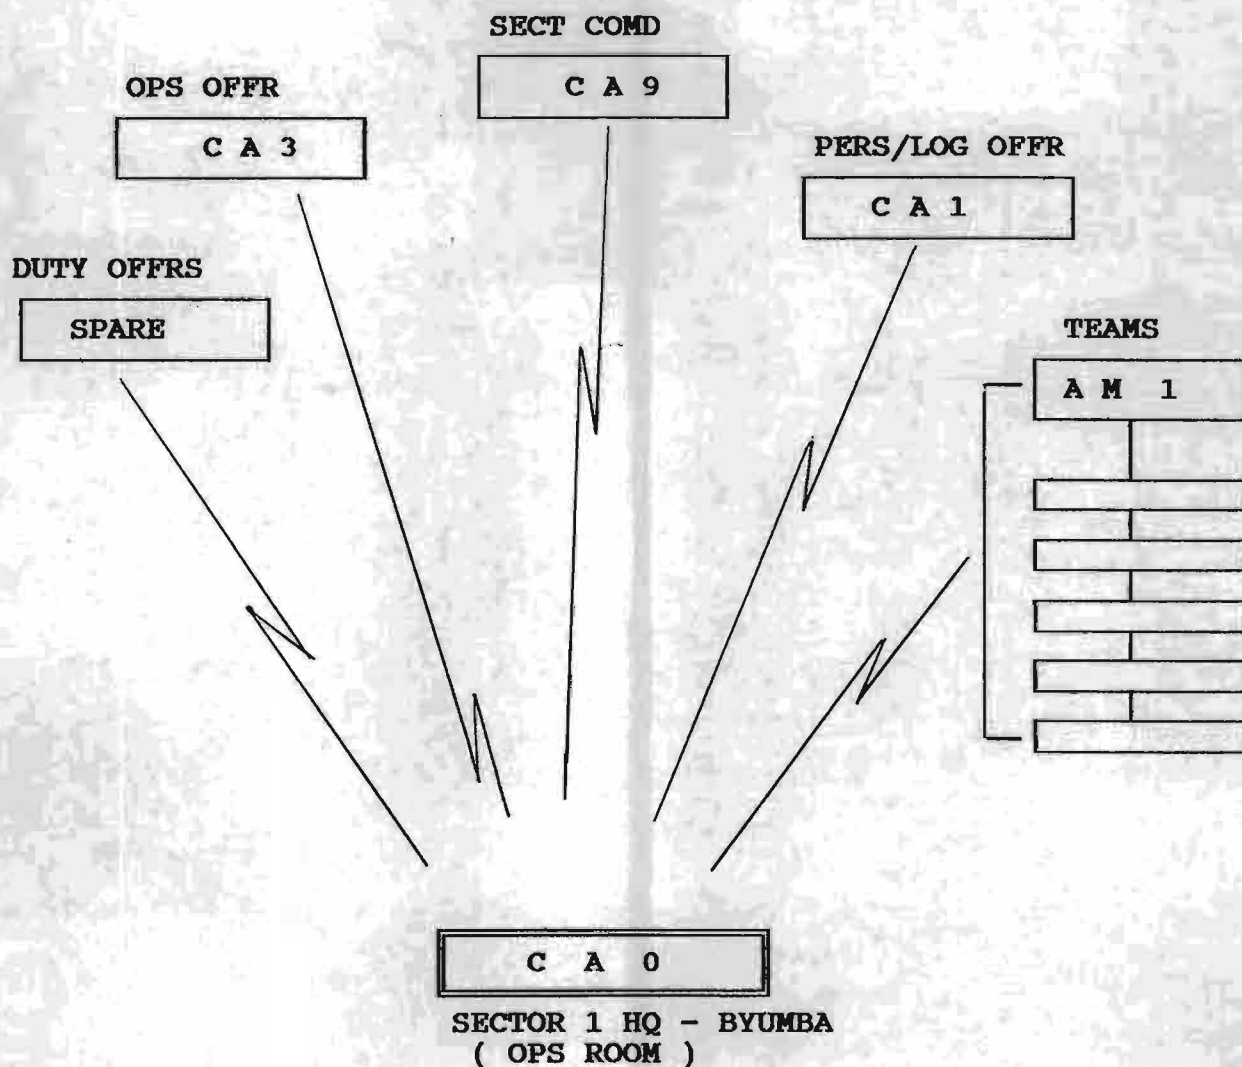 SECT COMD
C A 9
OPS OFFR
C A 3
PERS/LOG OFFR
C A 1
DUTY OFFRS
SPARE
TEAMS
A M 1
C A 0
SECTOR 1 HQ - BYUMBA
( OPS ROOM )